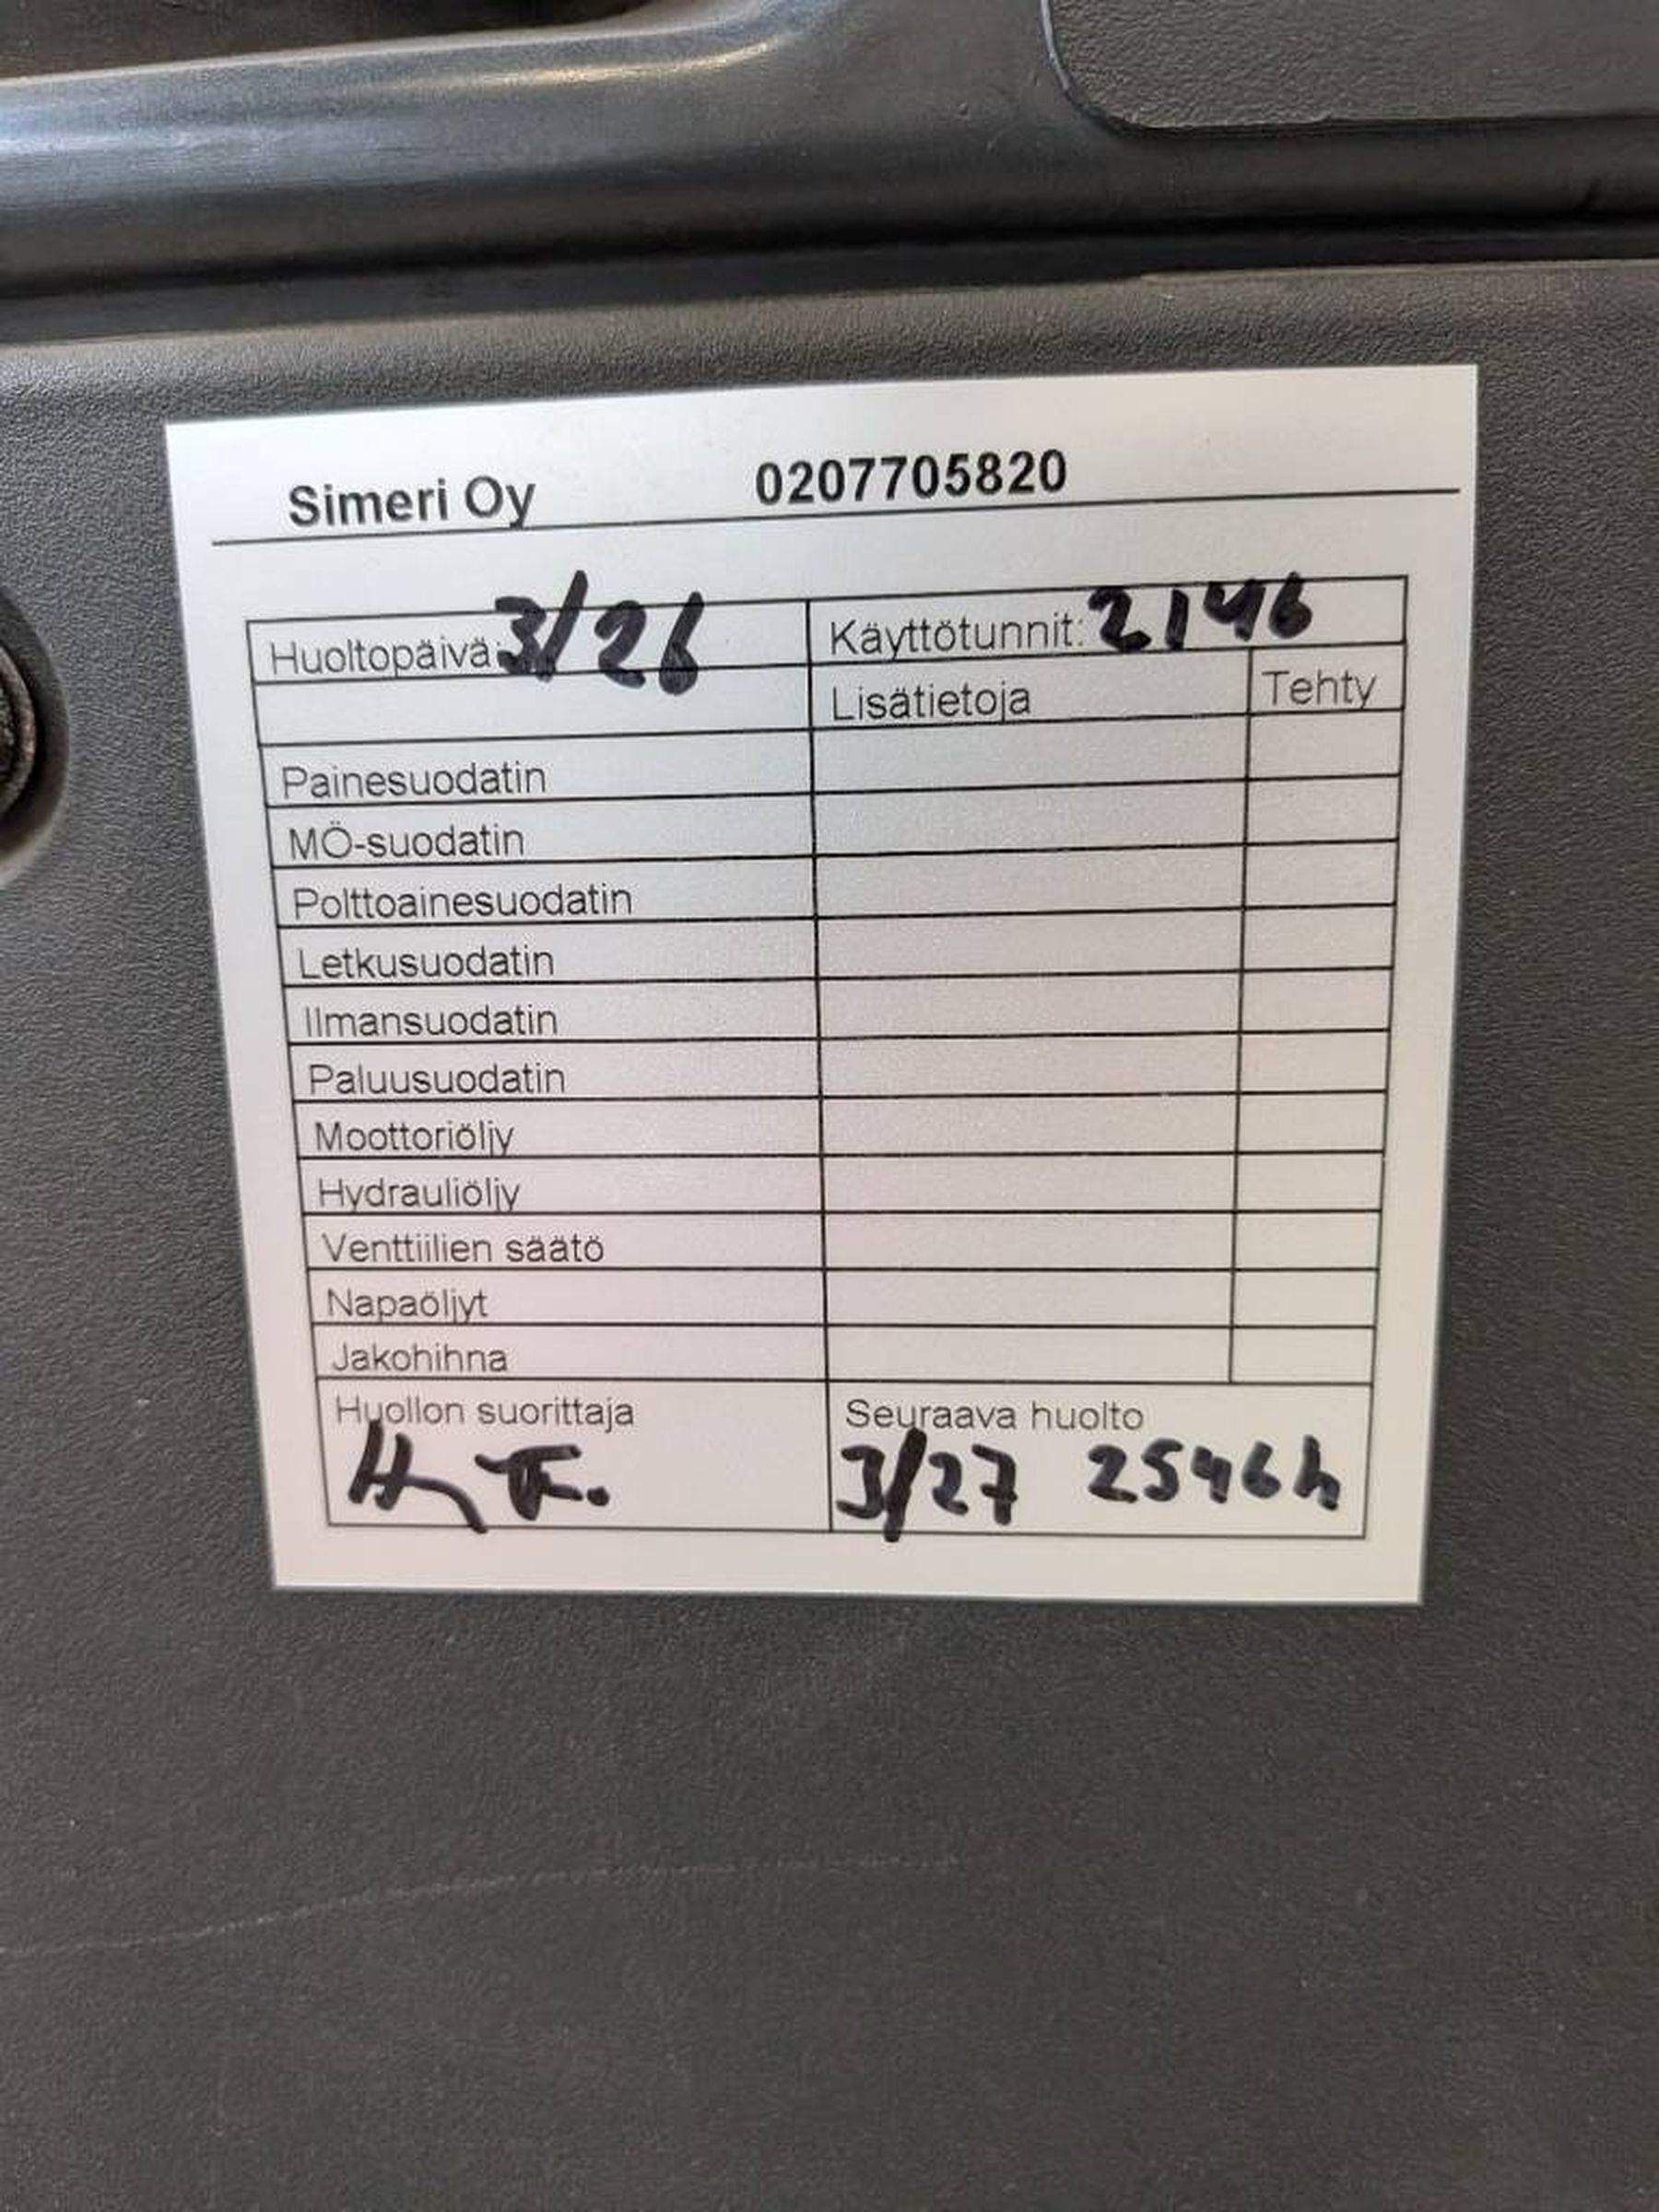 Simeri Oy 0207705820
Huoltopäivä: 3/26 Käyttötunnit: 2146
Lisätietoja Tehty
Painesuodatin
MÖ-suodatin
Polttoainesuodatin
Letkusuodatin
Ilmansuodatin
Paluusuodatin
Moottoriöljy
Hydrauliöljy
Venttiilien säätö
Napaöljyt
Jakohihna
Huollon suorittaja Seuraava huolto
3/27 2546h